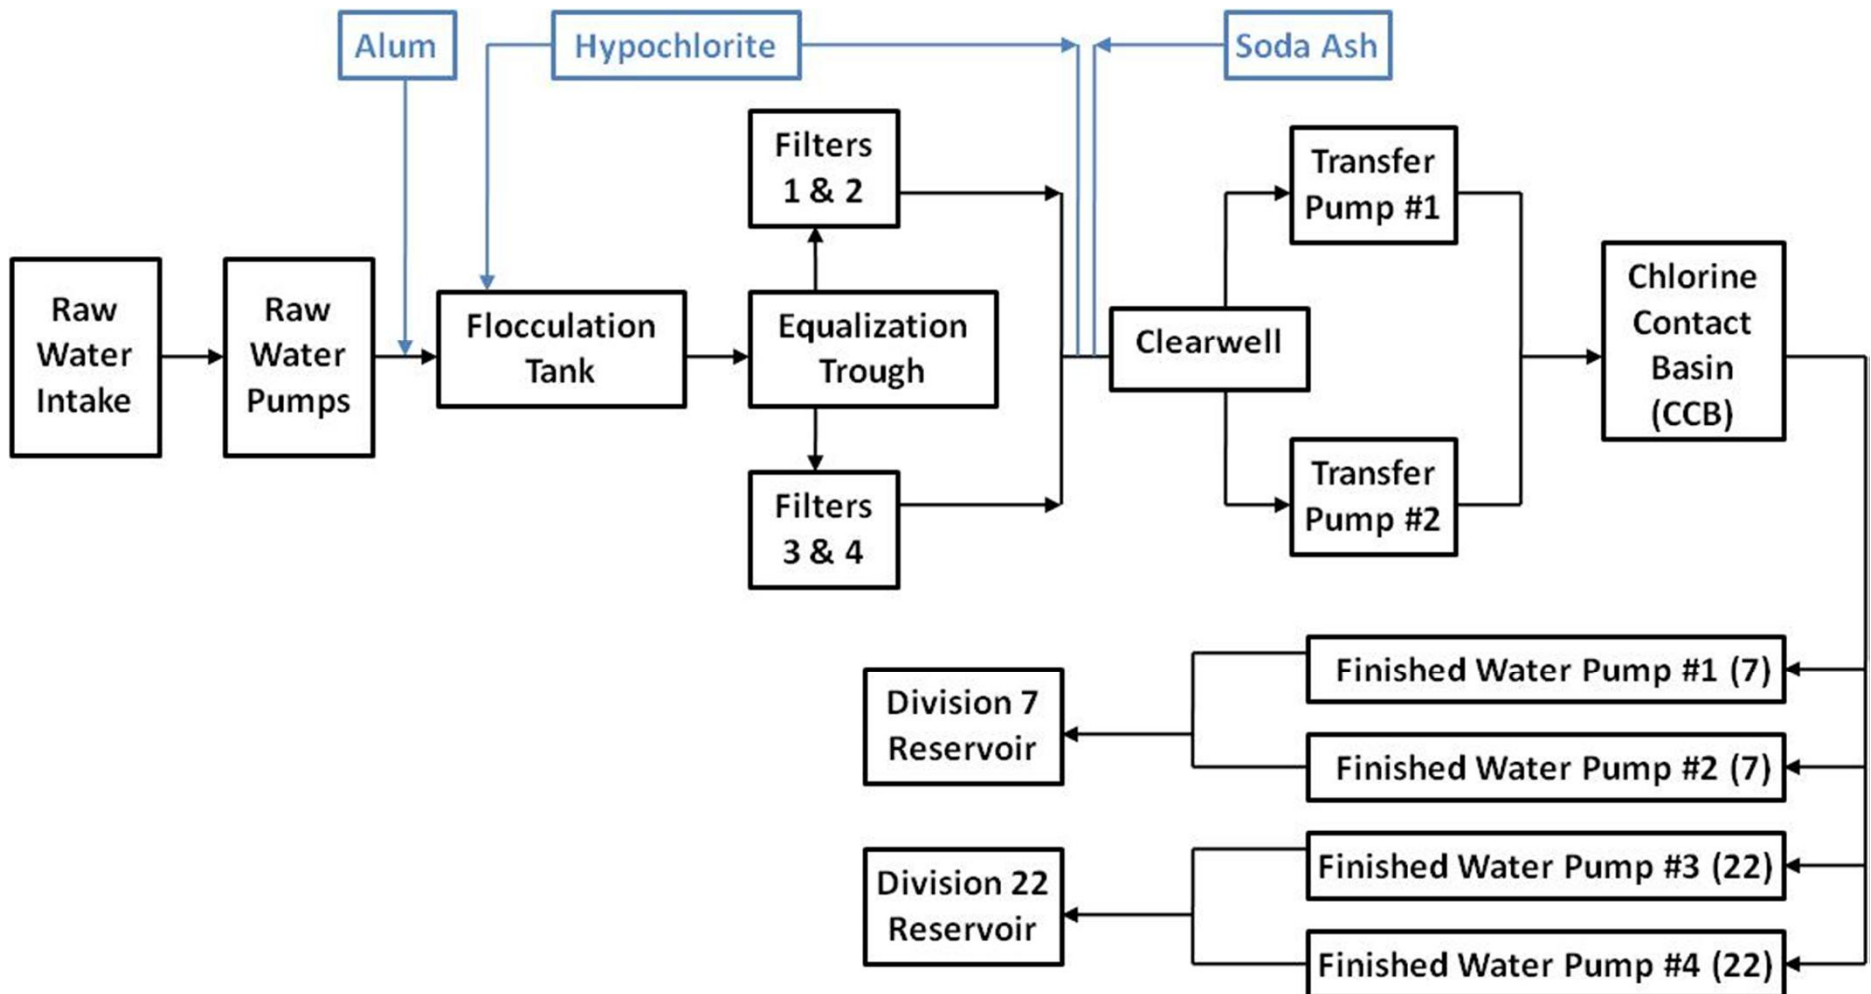 Alum
Hypochlorite
Soda Ash
Filters
1 & 2
Transfer
Pump #1
Raw
Water
Intake
Raw
Water
Pumps
Flocculation
Tank
Equalization
Trough
Clearwell
Chlorine
Contact
Basin
(CCB)
Filters
3 & 4
Transfer
Pump #2
Finished Water Pump #1 (7)
Division 7
Reservoir
Finished Water Pump #2 (7)
Finished Water Pump #3 (22)
Division 22
Reservoir
Finished Water Pump #4 (22)